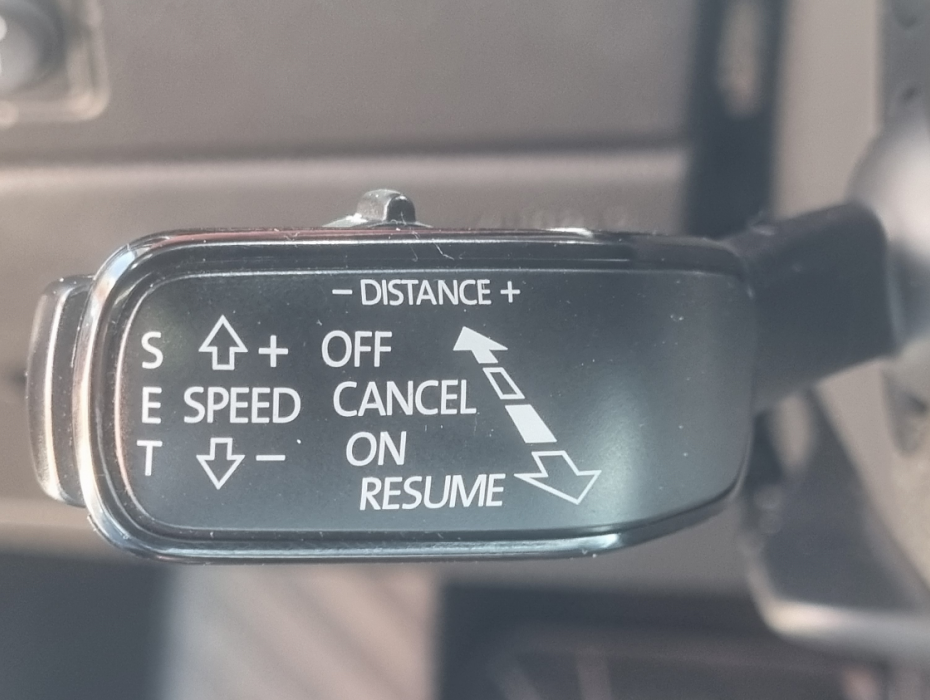 - DISTANCE +
S + OFF
E SPEED CANCEL
T - ON
RESUME